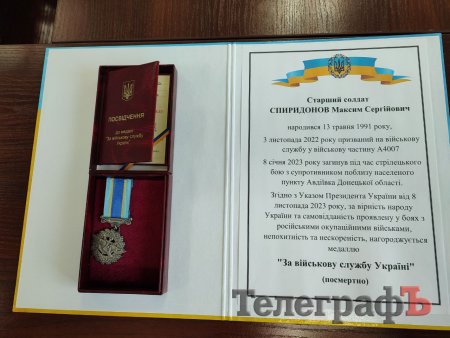 ПОСВІДЧЕННЯ
до медалі
"За військову службу
Україні"
Старший солдат
СПИРИДОНОВ Максим Сергійович
народився 13 травня 1991 року,
3 листопада 2022 року призваний на військову
службу у військову частину А4007
8 січня 2023 року загинув під час стрілецького
бою з супротивником поблизу населеного
пункту Авдіївка Донецької області.
Згідно з Указом Президента України від 8
листопада 2023 року, за вірність народу
України та самовідданість проявлену у боях з
російськими окупаційними військами,
непохитність та нескореність, нагороджується
медаллю
"За військову службу Україні"
(посмертно)
ТелеграфЪ